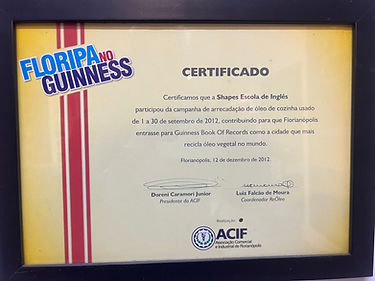 FLORIPA NO
GUINNESS
CERTIFICADO
Certificamos que a Shapes Escola de Inglês
participou da campanha de arrecadação de óleo de cozinha usado
de 1 a 30 de setembro de 2012, contribuindo para que Florianópolis
entrasse para Guinness Book Of Records como a cidade que mais
recicla óleo vegetal no mundo.
Florianópolis, 12 de dezembro de 2012.
Doreni Caramori Junior
Presidente da ACIF
Luiz Falcão de Moura
Coordenador ReÓleo
Realização:
ACIF
Associação Comercial
e Industrial de Florianópolis